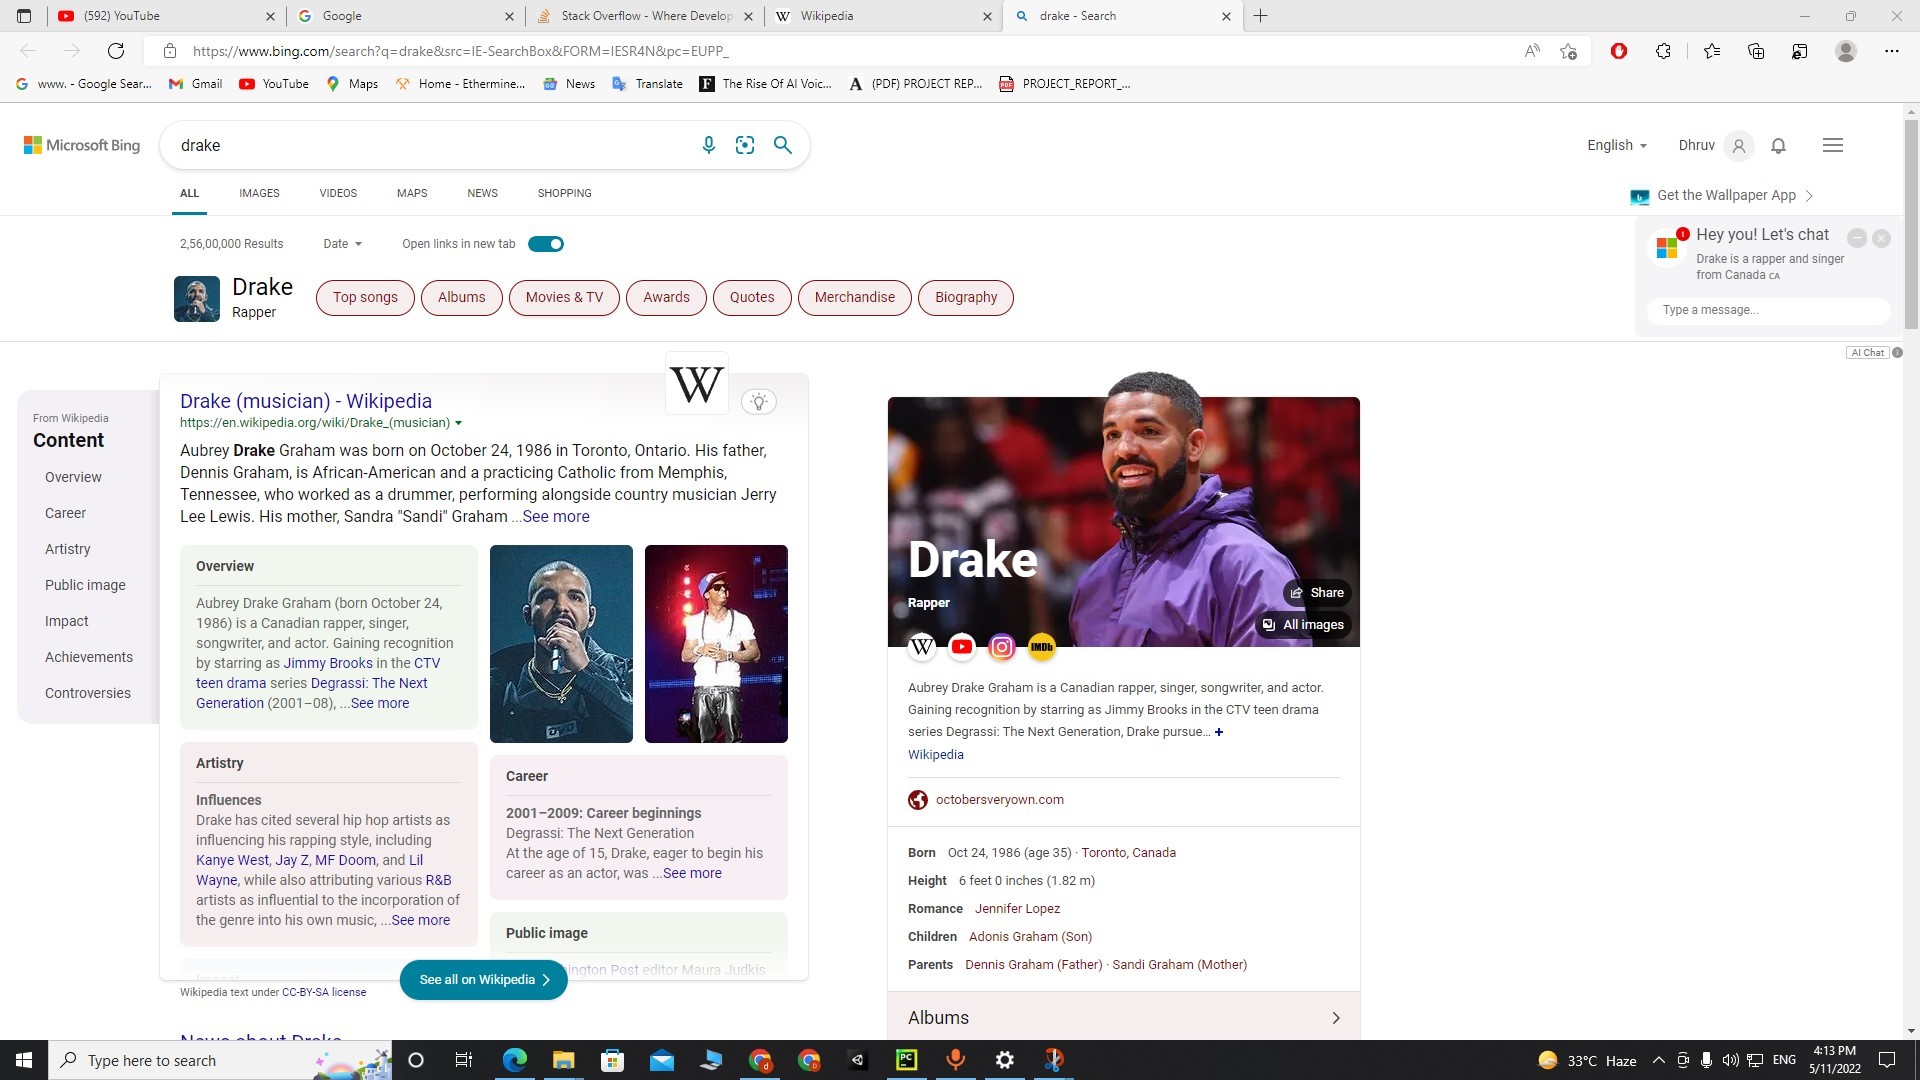 (592) YouTube
Google
Stack Overflow - Where Develop
Wikipedia
drake - Search
https://www.bing.com/search?q=drake&src=IE-SearchBox&FORM=IESR4N&pc=EUPP_
www. - Google Sear...
Gmail
YouTube
Maps
Home - Ethermine...
News
Translate
The Rise Of AI Voic...
(PDF) PROJECT REP...
PROJECT_REPORT_...
Microsoft Bing
drake
English
Dhruv
ALL
IMAGES
VIDEOS
MAPS
NEWS
SHOPPING
Get the Wallpaper App
2,56,00,000 Results
Date
Open links in new tab
Hey you! Let's chat
Drake is a rapper and singer
from Canada CA
Type a message...
AI Chat
Drake
Rapper
Top songs
Albums
Movies & TV
Awards
Quotes
Merchandise
Biography
From Wikipedia
Content
Overview
Career
Artistry
Public image
Impact
Achievements
Controversies
Drake (musician) - Wikipedia
https://en.wikipedia.org/wiki/Drake_(musician)
W
Aubrey Drake Graham was born on October 24, 1986 in Toronto, Ontario. His father,
Dennis Graham, is African-American and a practicing Catholic from Memphis,
Tennessee, who worked as a drummer, performing alongside country musician Jerry
Lee Lewis. His mother, Sandra "Sandi" Graham ...See more
Overview
Aubrey Drake Graham (born October 24,
1986) is a Canadian rapper, singer,
songwriter, and actor. Gaining recognition
by starring as Jimmy Brooks in the CTV
teen drama series Degrassi: The Next
Generation (2001–08), ...See more
Artistry
Influences
Drake has cited several hip hop artists as
influencing his rapping style, including
Kanye West, Jay Z, MF Doom, and Lil
Wayne, while also attributing various R&B
artists as influential to the incorporation of
the genre into his own music, ...See more
Career
2001–2009: Career beginnings
Degrassi: The Next Generation
At the age of 15, Drake, eager to begin his
career as an actor, was ...See more
Public image
Post editor Maura Judkis
Impact
See all on Wikipedia
Wikipedia text under CC-BY-SA license
News about Drake
Drake
Rapper
Share
All images
W
IMDb
Aubrey Drake Graham is a Canadian rapper, singer, songwriter, and actor.
Gaining recognition by starring as Jimmy Brooks in the CTV teen drama
series Degrassi: The Next Generation, Drake pursue... +
Wikipedia
octobersveryown.com
Born Oct 24, 1986 (age 35) · Toronto, Canada
Height 6 feet 0 inches (1.82 m)
Romance Jennifer Lopez
Children Adonis Graham (Son)
Parents Dennis Graham (Father) · Sandi Graham (Mother)
Albums
Type here to search
33°C Haze
ENG
4:13 PM
5/11/2022